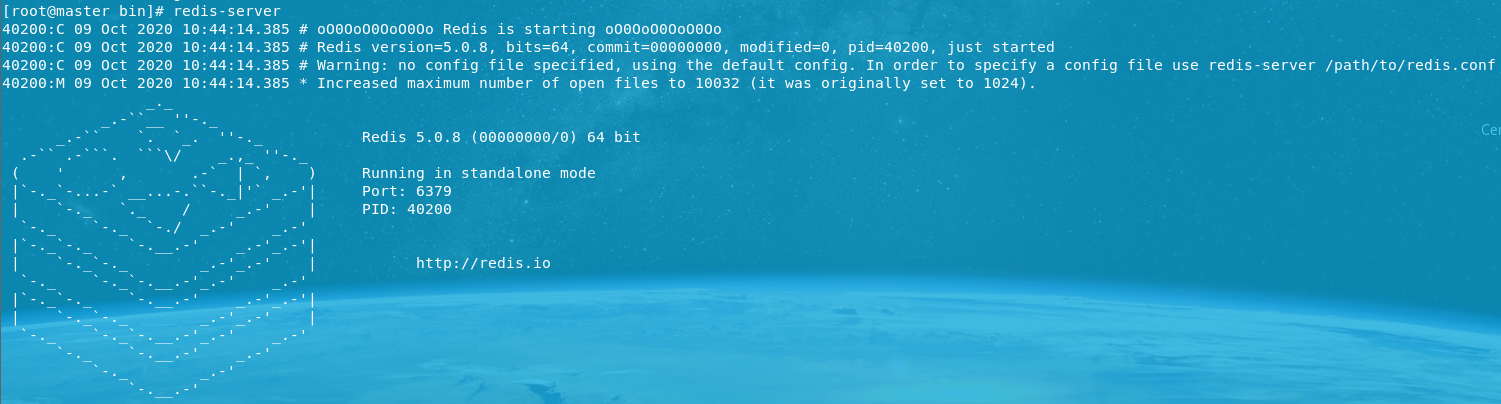 [root@master bin]# redis-server
40200:C 09 Oct 2020 10:44:14.385 # oO0OoO0OoO0Oo Redis is starting oO0OoO0OoO0Oo
40200:C 09 Oct 2020 10:44:14.385 # Redis version=5.0.8, bits=64, commit=00000000, modified=0, pid=40200, just started
40200:C 09 Oct 2020 10:44:14.385 # Warning: no config file specified, using the default config. In order to specify a config file use redis-server /path/to/redis.conf
40200:M 09 Oct 2020 10:44:14.385 * Increased maximum number of open files to 10032 (it was originally set to 1024).
Redis 5.0.8 (00000000/0) 64 bit
Running in standalone mode
Port: 6379
PID: 40200
http://redis.io